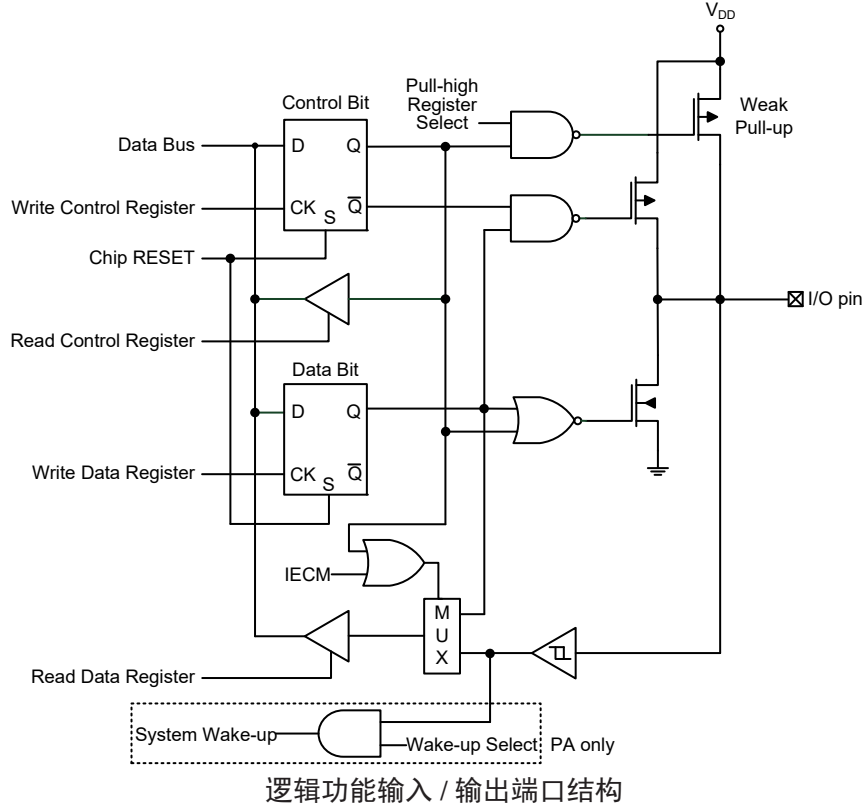 VDD
Pull-high
Register
Select
Weak
Pull-up
Control Bit
Data Bus
D
Q
Write Control Register
CK
S
Q̅
Chip RESET
I/O pin
Read Control Register
Data Bit
D
Q
Write Data Register
CK
S
Q̅
IECM
M
U
X
Read Data Register
System Wake-up
Wake-up Select
PA only
逻辑功能输入 / 输出端口结构